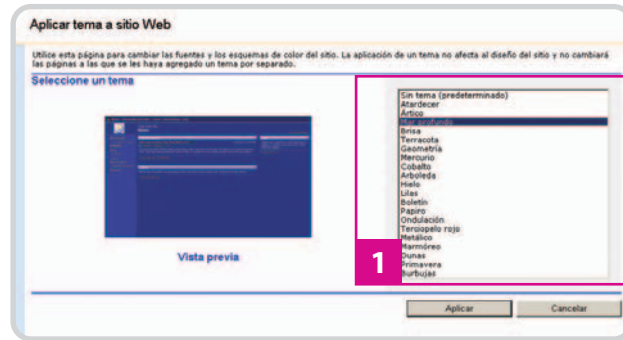 Aplicar tema a sitio Web
Utilice esta página para cambiar las fuentes y los esquemas de color del sitio. La aplicación de un tema no afecta al diseño del sitio y no cambiará
las páginas a las que se les haya agregado un tema por separado.
Seleccione un tema
Vista previa
Sin tema (predeterminado)
Atardecer
Ártico
Mar profundo
Brisa
Terracota
Geometría
Mercurio
Cobalto
Arboleda
Hielo
Lilas
Boletín
Papiro
Ondulación
Terciopelo rojo
Metálico
Marmóreo
Dunas
Primavera
Burbujas
1
Aplicar
Cancelar